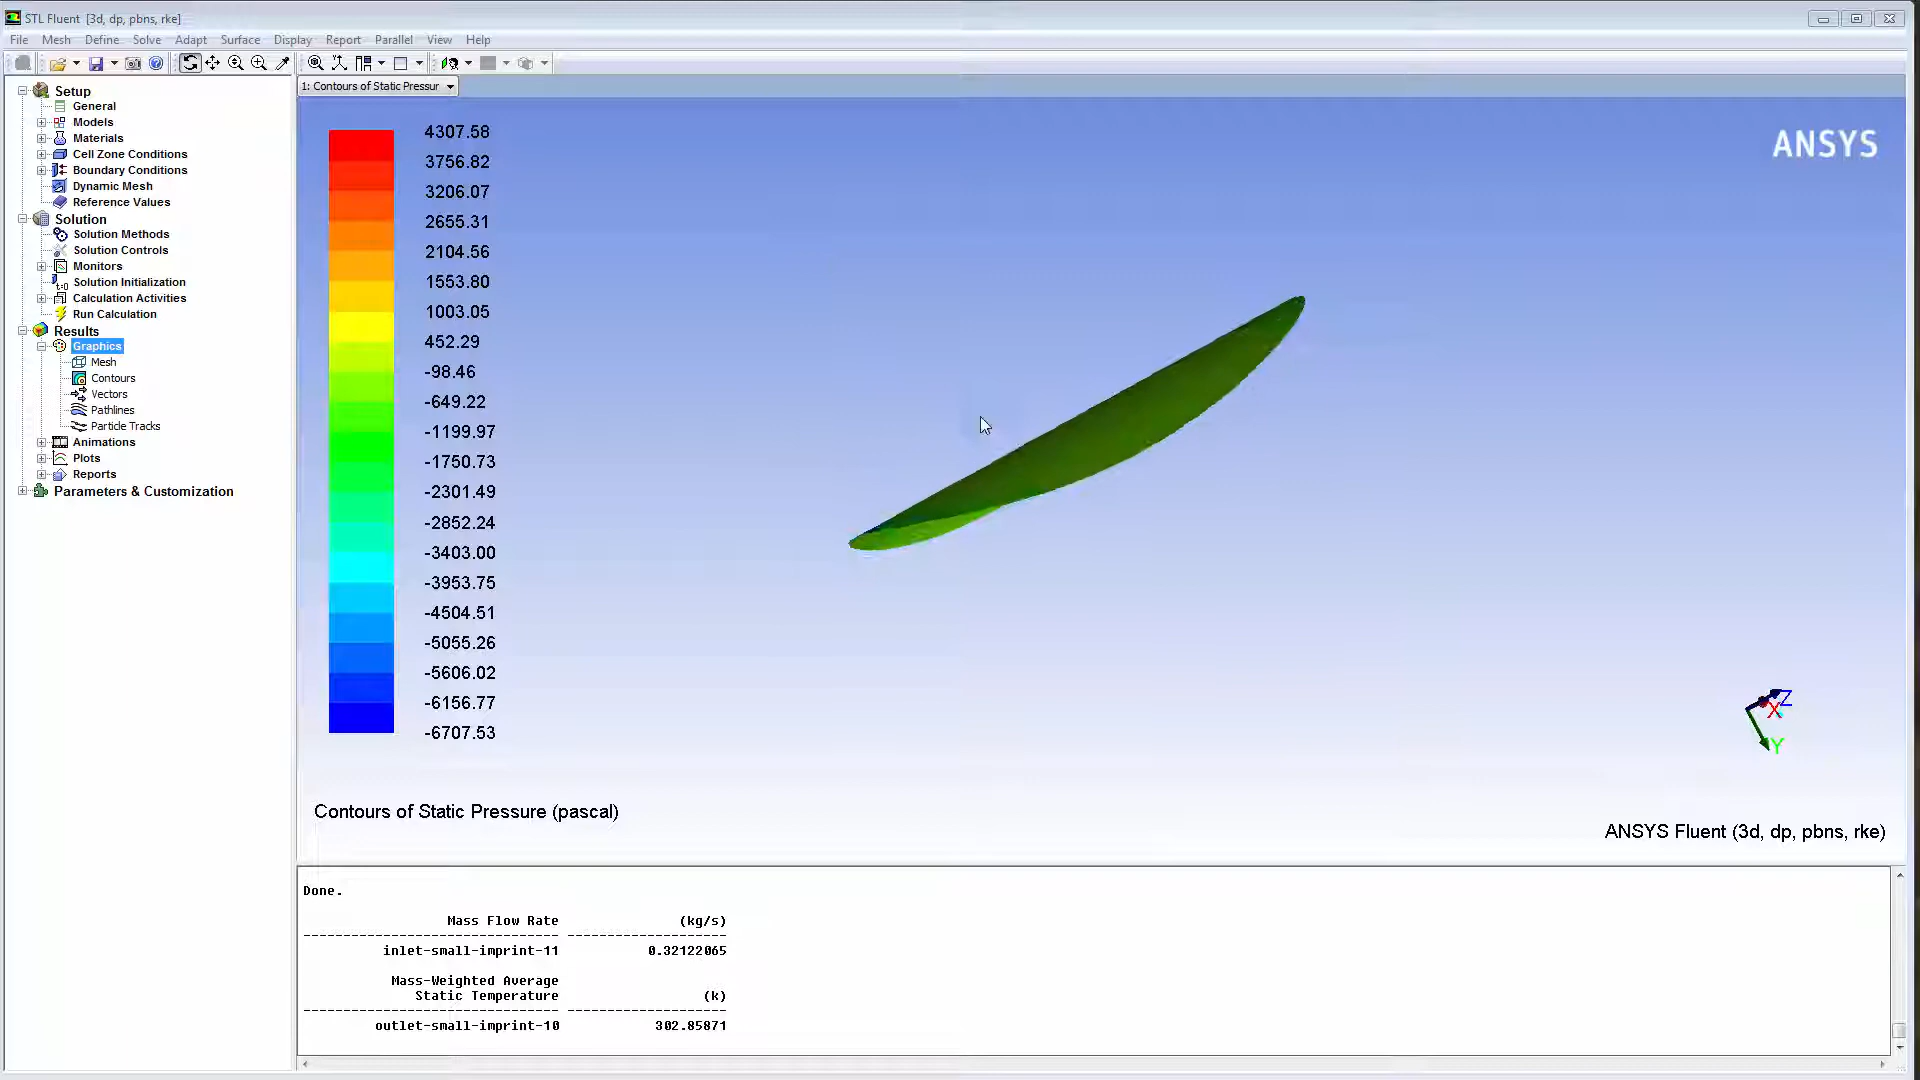 STL Fluent [3d, dp, pbns, rke]
File Mesh Define Solve Adapt Surface Display Report Parallel View Help
1: Contours of Static Pressur
Setup
General
Models
Materials
Cell Zone Conditions
Boundary Conditions
Dynamic Mesh
Reference Values
Solution
Solution Methods
Solution Controls
Monitors
Solution Initialization
Calculation Activities
Run Calculation
Results
Graphics
Mesh
Contours
Vectors
Pathlines
Particle Tracks
Animations
Plots
Reports
Parameters & Customization
4307.58
3756.82
3206.07
2655.31
2104.56
1553.80
1003.05
452.29
-98.46
-649.22
-1199.97
-1750.73
-2301.49
-2852.24
-3403.00
-3953.75
-4504.51
-5055.26
-5606.02
-6156.77
-6707.53
ANSYS
Z
X
Y
Contours of Static Pressure (pascal)
ANSYS Fluent (3d, dp, pbns, rke)
Done.
Mass Flow Rate (kg/s)
-------------------------------- --------------------
inlet-small-imprint-11 0.32122065
Mass-Weighted Average
Static Temperature (k)
-------------------------------- --------------------
outlet-small-imprint-10 302.85871